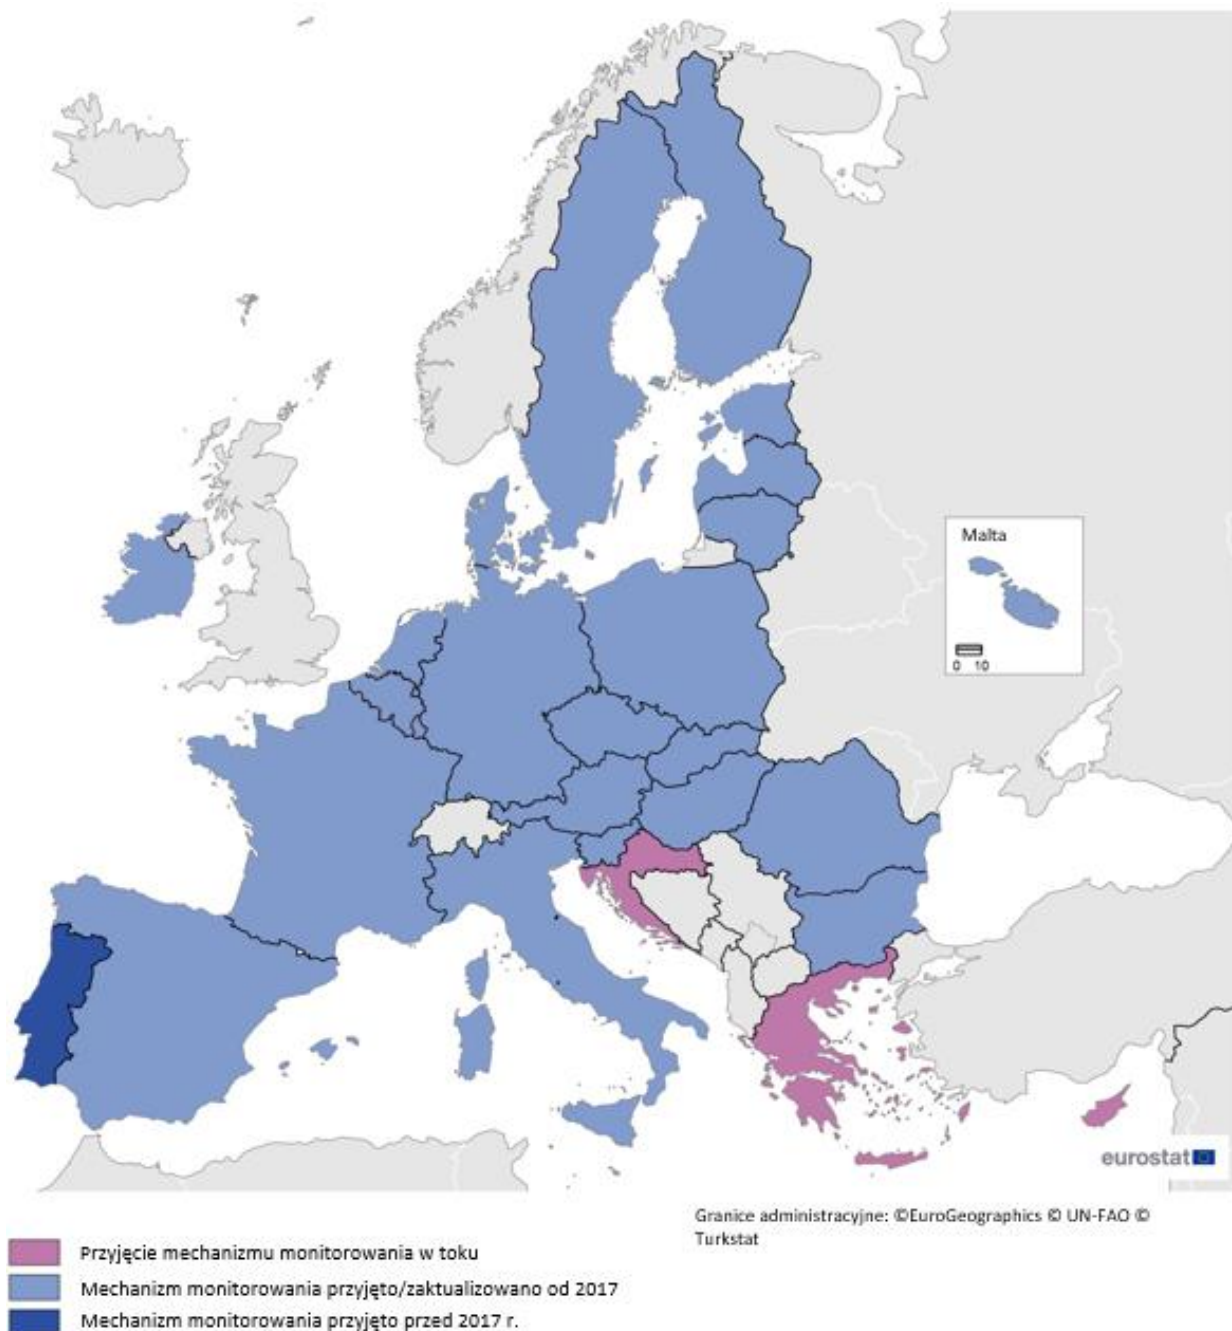 Malta
0 10
eurostat
Granice administracyjne: ©EuroGeographics © UN-FAO ©
Turkstat
Przyjęcie mechanizmu monitorowania w toku
Mechanizm monitorowania przyjęto/zaktualizowano od 2017
Mechanizm monitorowania przyjęto przed 2017 r.